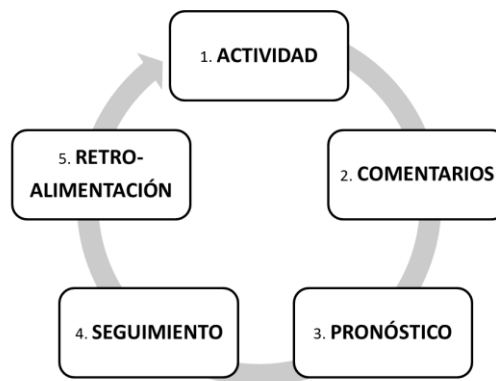 1. ACTIVIDAD
2. COMENTARIOS
3. PRONÓSTICO
4. SEGUIMIENTO
5. RETRO-
ALIMENTACIÓN